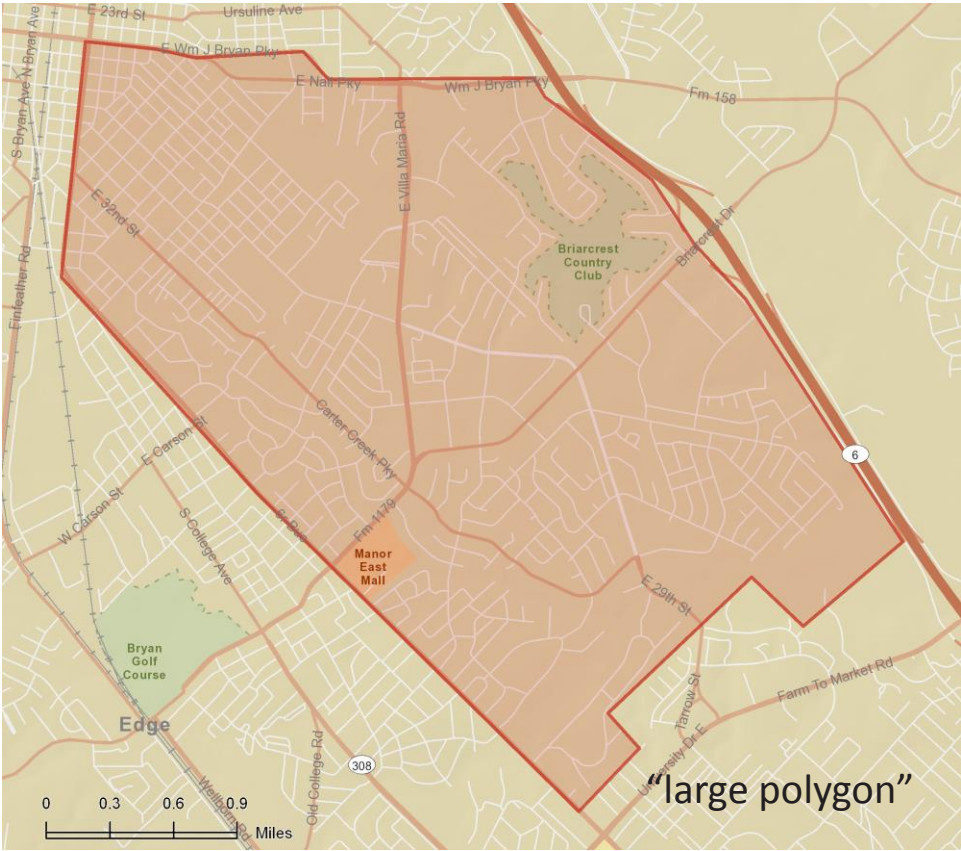 E 23rd St
Ursuline Ave
S Bryan Ave N Bryan Ave
E Wm J Bryan Pky
E Nall Pky
Wm J Bryan Pky
Fm 158
E Villa Maria Rd
E 32nd St
Finfeather Rd
Briarcrest Dr
Briarcrest
Country
Club
Carter Creek Pky
E Carson St
6
W Carson St
S College Ave
Fm 1179
Manor
East
Mall
E 29th St
Bryan
Golf
Course
Tarrow St
Farm To Market Rd
Edge
University Dr E
Old College Rd
308
Wellborn Rd
"large polygon"
0 0.3 0.6 0.9
Miles